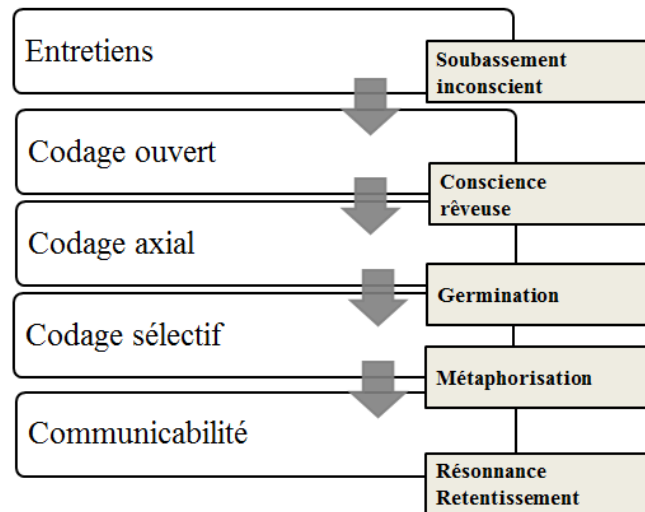 Entretiens
Soubassement
inconscient
Codage ouvert
Conscience
rêveuse
Codage axial
Germination
Codage sélectif
Métaphorisation
Communicabilité
Résonnance
Retentissement